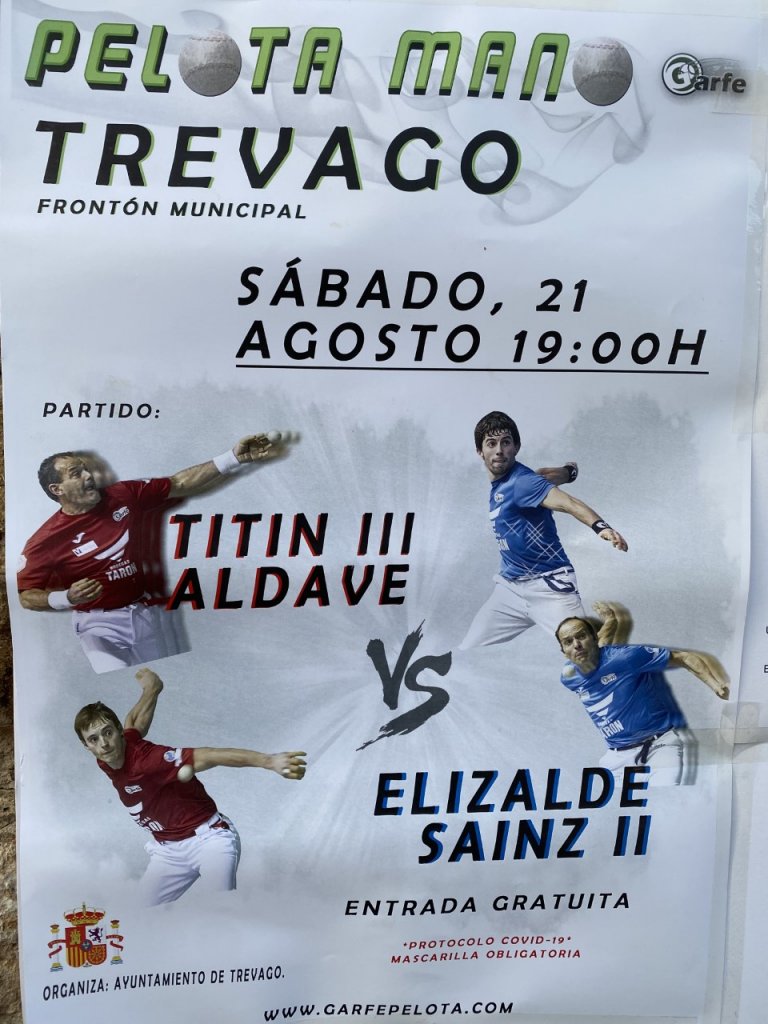 PELOTA MANO
Garfe
TREVAGO
FRONTÓN MUNICIPAL
SÁBADO, 21
AGOSTO 19:00H
PARTIDO:
TITIN III
ALDAVE
TARÓN
VS
ELIZALDE
SAINZ II
ENTRADA GRATUITA
*PROTOCOLO COVID-19*
MASCARILLA OBLIGATORIA
ORGANIZA: AYUNTAMIENTO DE TREVAGO.
WWW.GARFEPELOTA.COM